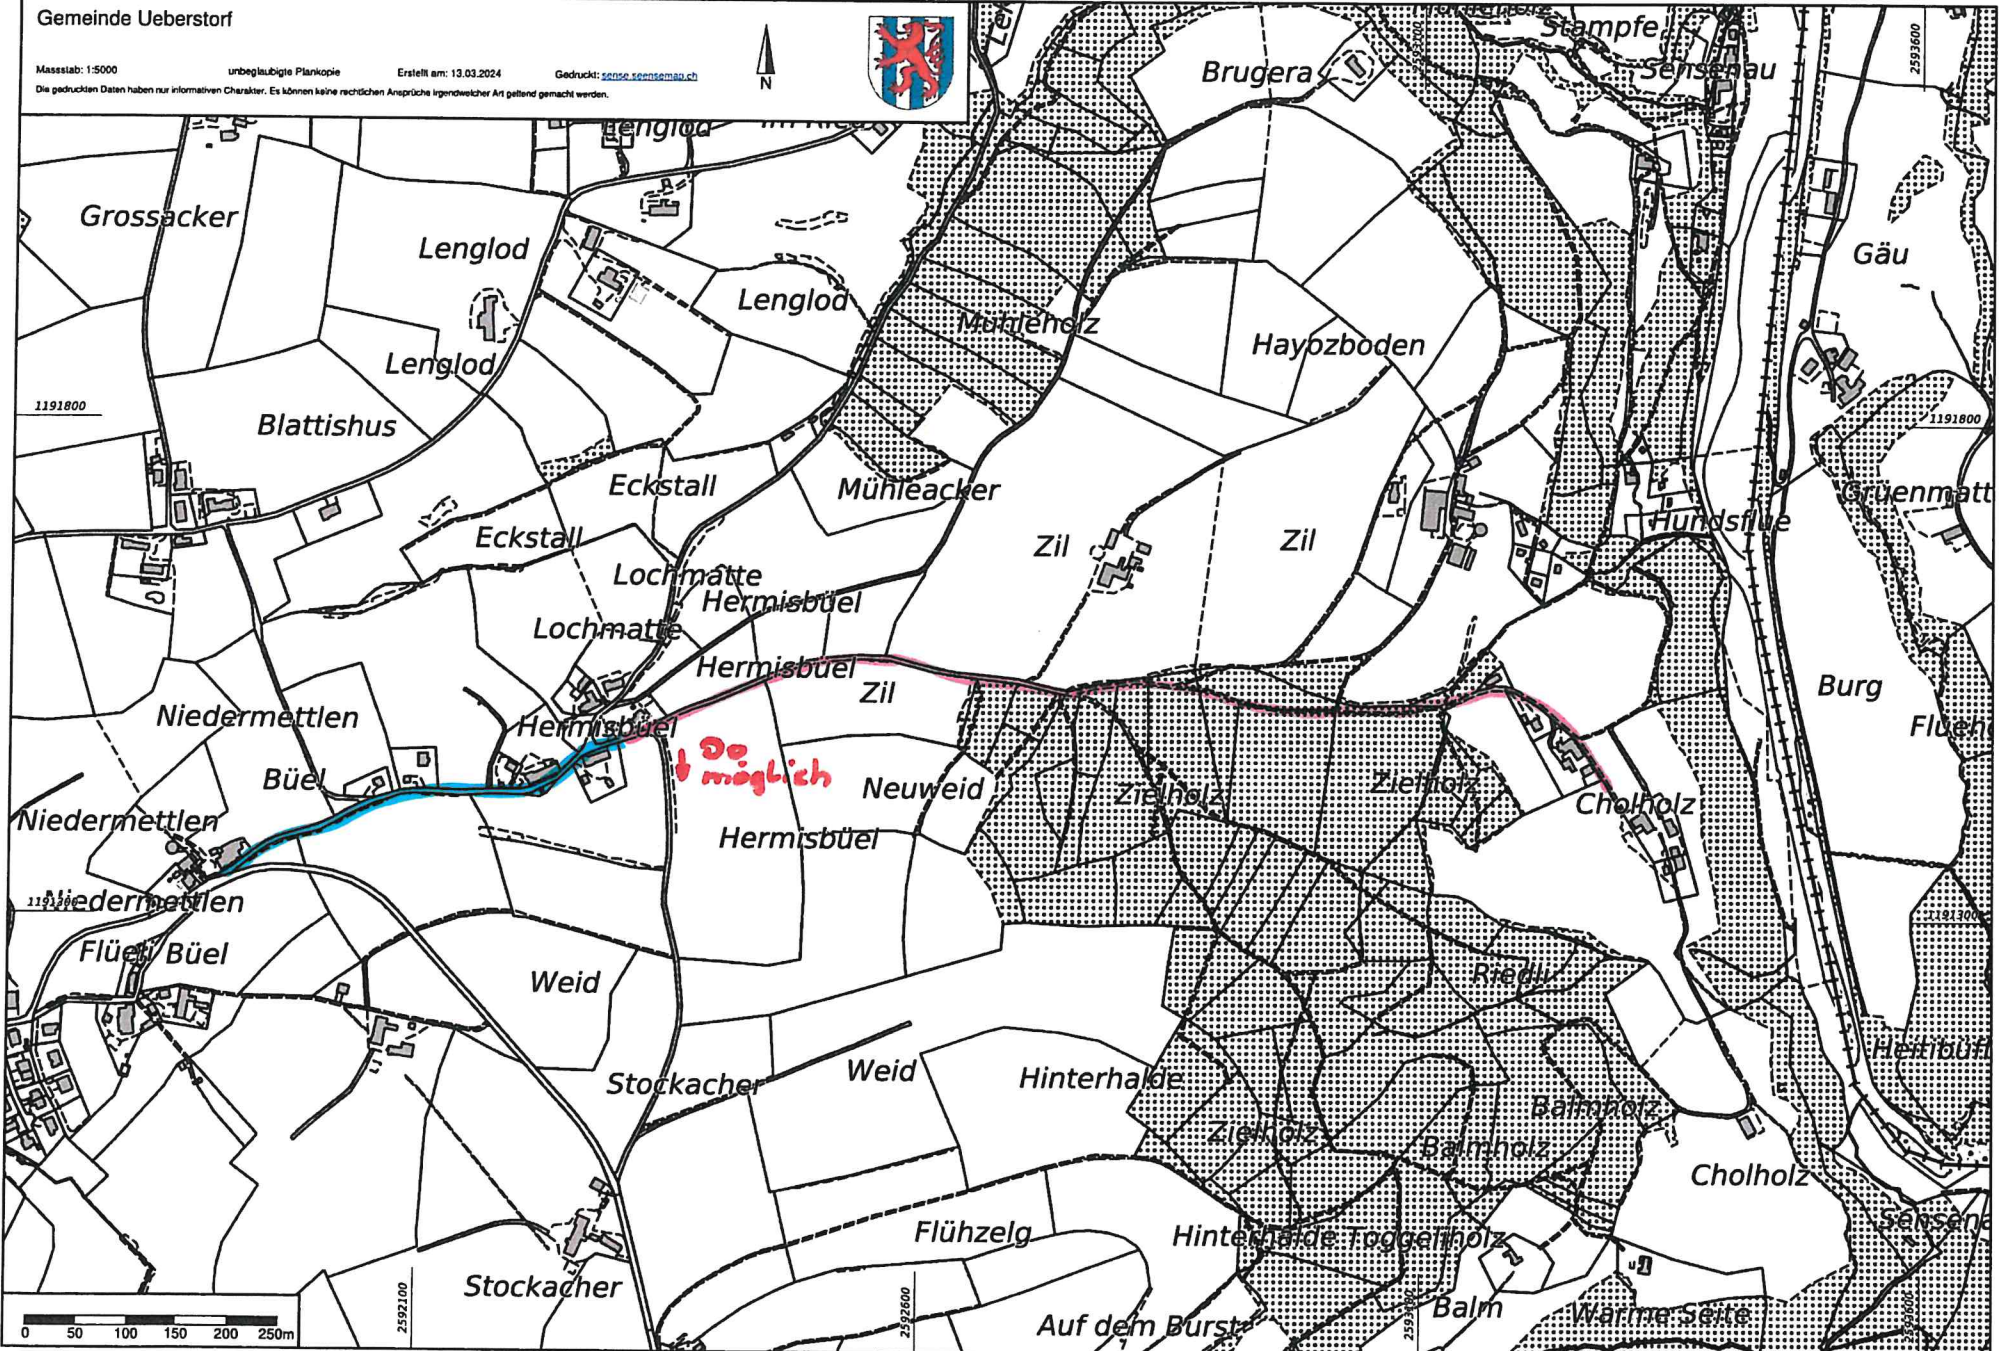 Gemeinde Ueberstorf
Massstab: 1:5000
unbeglaubigte Plankopie
Erstellt am: 13.03.2024
Gedruckt: sense.seensemap.ch
Die gedruckten Daten haben nur informativen Charakter. Es können keine rechtlichen Ansprüche irgendwelcher Art geltend gemacht werden.
N
Stampfe
2593600
Brugera
Sensenau
Lenglod
Grossacker
Lenglod
Gäu
Lenglod
Mühleholz
Hayozboden
Lenglod
1191800
1191800
Blattishus
Eckstall
Mühleacker
Gruenmatt
Hundsflue
Eckstall
Zil
Zil
Lochmatte
Hermisbüel
Lochmatte
Hermisbüel
Zil
Burg
Niedermettlen
Hermisbüel
Do
möglich
Büel
Neuweid
Zielholz
Zielholz
Cholholz
Niedermettlen
Hermisbüel
Niedermettlen
1191300
Flüeli
Büel
Weid
Riedli
Stockacher
Weid
Hinterhalde
Balmholz
Zielholz
Balmholz
Cholholz
Flühzelg
Hinterhalde
Toggeliholz
Stockacher
Balm
Warme Seite
Auf dem Burst
2592100
2592600
0 50 100 150 200 250m